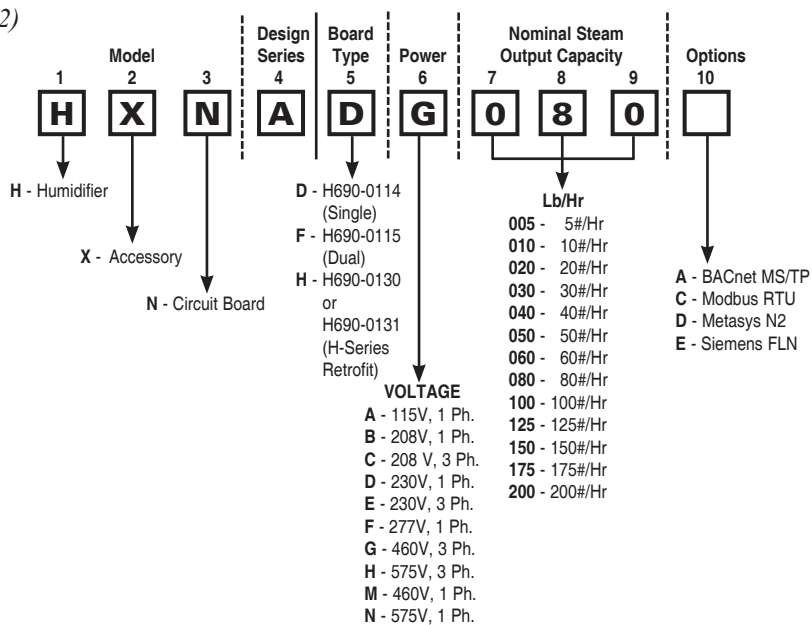 2)
Model
Design Series
Board Type
Power
Nominal Steam Output Capacity
Options
1 2 3 4 5 6 7 8 9 10
H X N A D G 0 8 0
H - Humidifier
X - Accessory
N - Circuit Board
D - H690-0114
(Single)
F - H690-0115
(Dual)
H - H690-0130
or
H690-0131
(H-Series
Retrofit)
VOLTAGE
A - 115V, 1 Ph.
B - 208V, 1 Ph.
C - 208 V, 3 Ph.
D - 230V, 1 Ph.
E - 230V, 3 Ph.
F - 277V, 1 Ph.
G - 460V, 3 Ph.
H - 575V, 3 Ph.
M - 460V, 1 Ph.
N - 575V, 1 Ph.
Lb/Hr
005 - 5#/Hr
010 - 10#/Hr
020 - 20#/Hr
030 - 30#/Hr
040 - 40#/Hr
050 - 50#/Hr
060 - 60#/Hr
080 - 80#/Hr
100 - 100#/Hr
125 - 125#/Hr
150 - 150#/Hr
175 - 175#/Hr
200 - 200#/Hr
A - BACnet MS/TP
C - Modbus RTU
D - Metasys N2
E - Siemens FLN